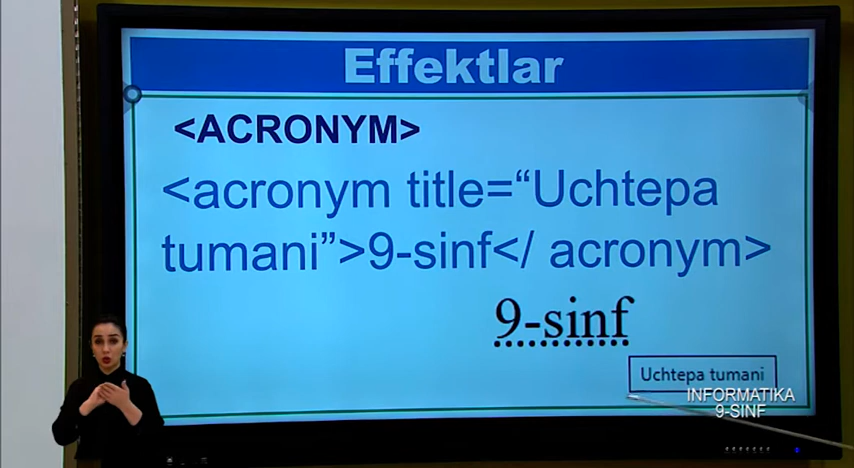 Effektlar
<ACRONYM>
<acronym title=“Uchtepa
tumani”>9-sinf</ acronym>
9-sinf
Uchtepa tumani
INFORMATIKA
9-SINF